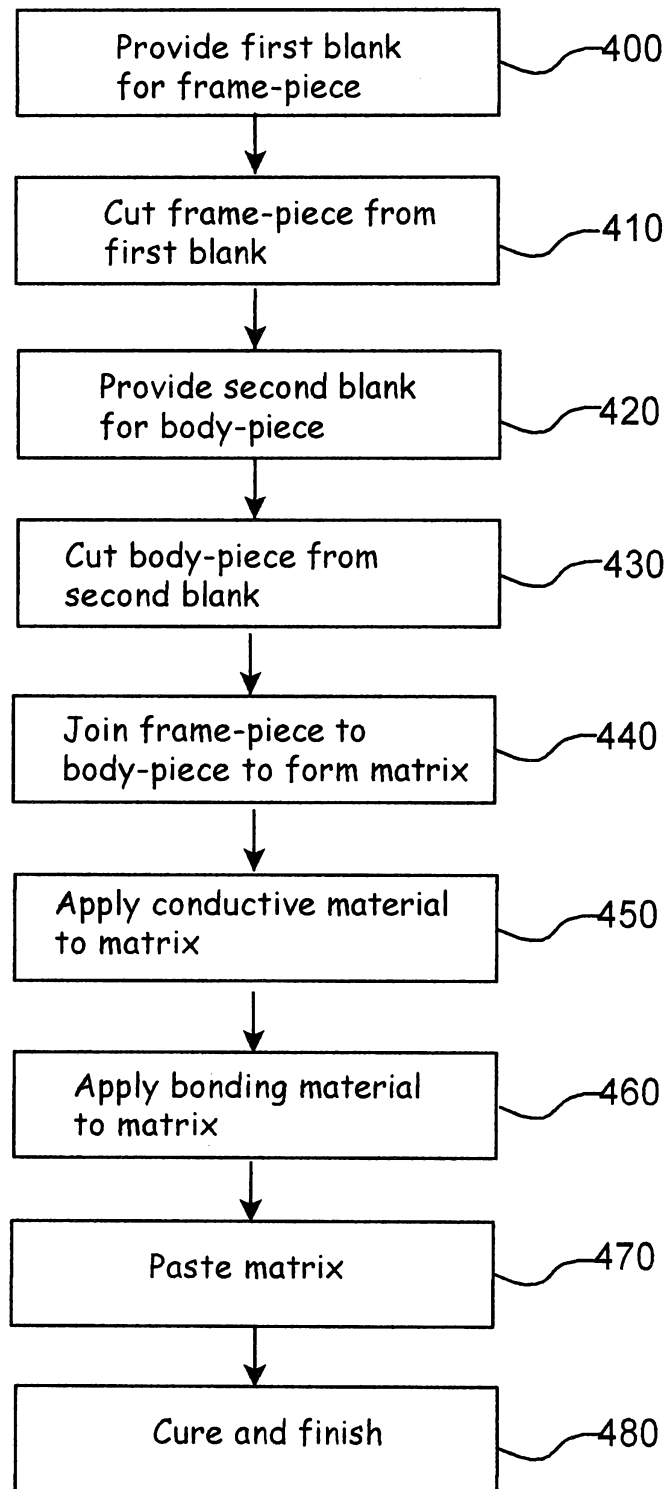 Provide first blank
for frame-piece
400
Cut frame-piece from
first blank
410
Provide second blank
for body-piece
420
Cut body-piece from
second blank
430
Join frame-piece to
body-piece to form matrix
440
Apply conductive material
to matrix
450
Apply bonding material
to matrix
460
Paste matrix
470
Cure and finish
480